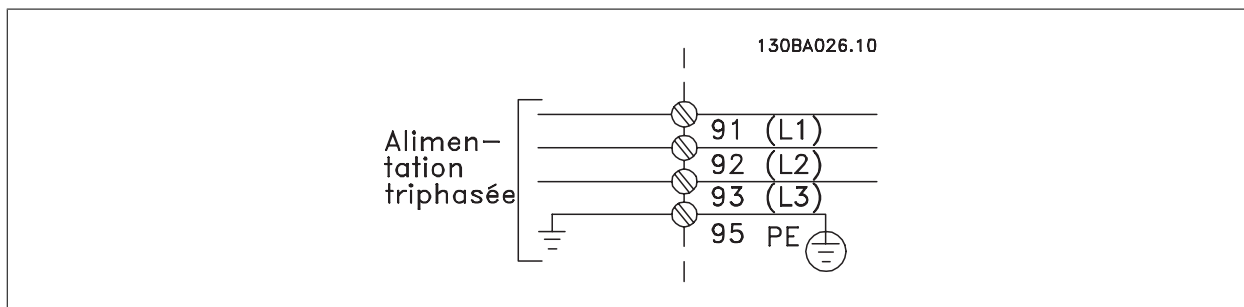 130BA026.10
Alimen-
tation
triphasée
91 (L1)
92 (L2)
93 (L3)
95 PE